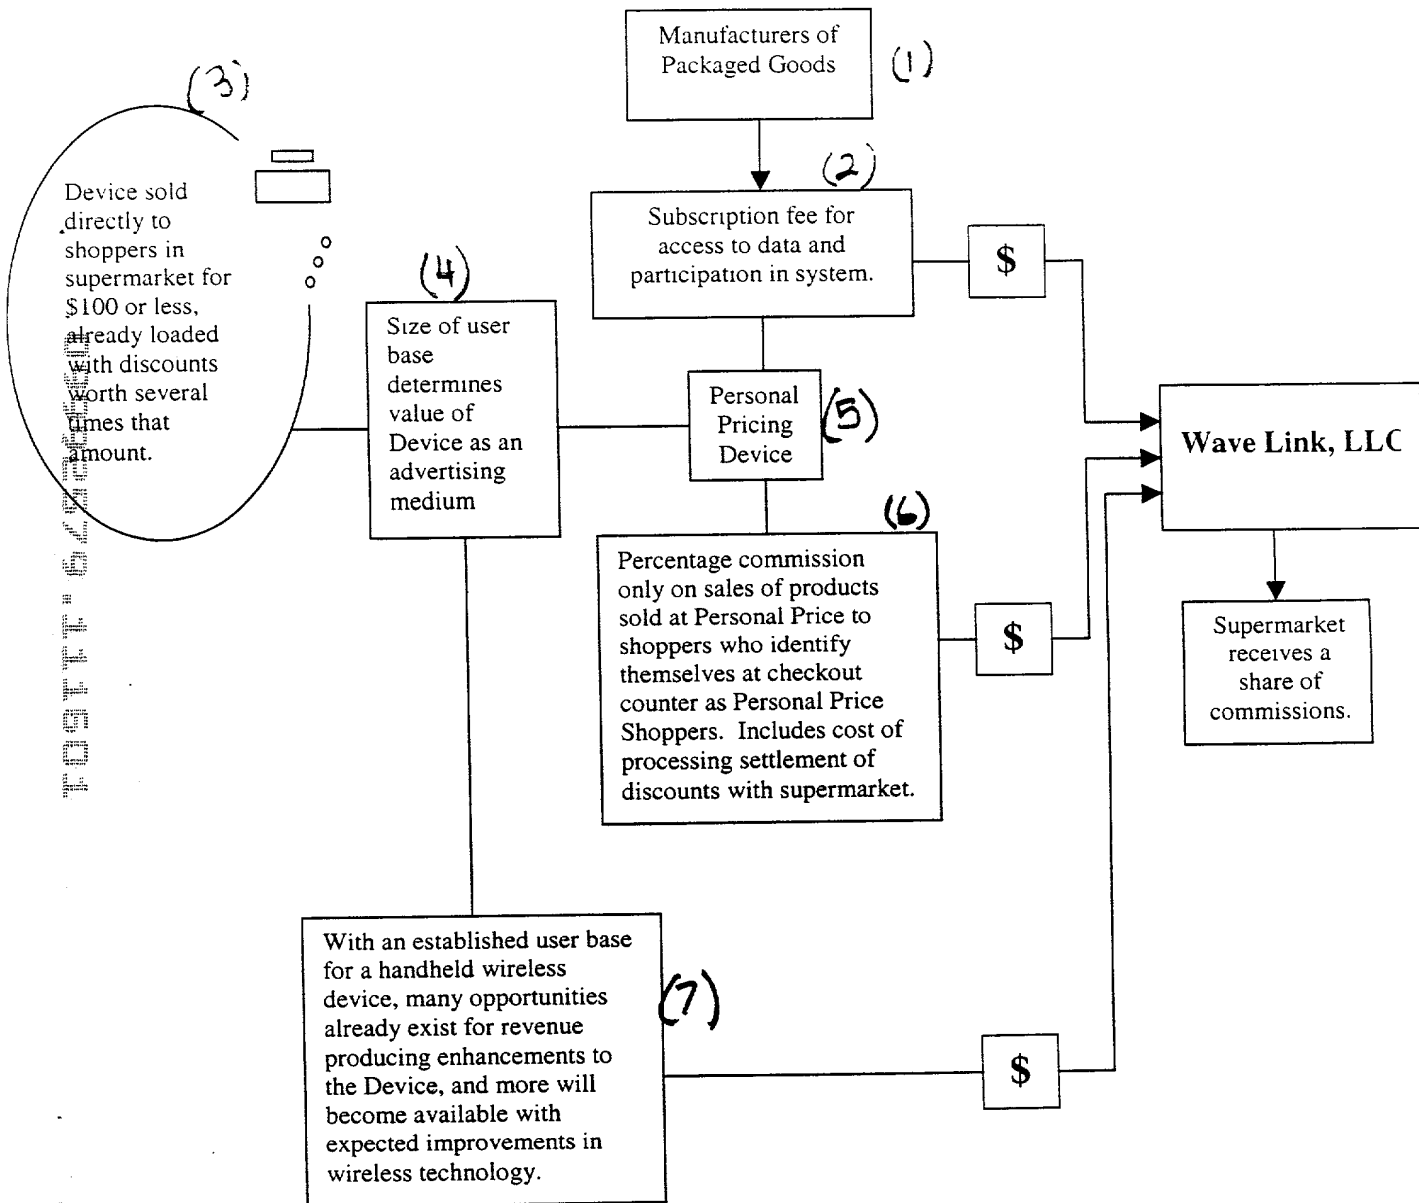 Manufacturers of
Packaged Goods
(1)
(3)
(2)
Device sold
directly to
shoppers in
supermarket for
$100 or less,
already loaded
with discounts
worth several
times that
amount.
Subscription fee for
access to data and
participation in system.
$
(4)
Size of user
base
determines
value of
Device as an
advertising
medium
Personal
Pricing
Device
(5)
Wave Link, LLC
(6)
Percentage commission
only on sales of products
sold at Personal Price to
shoppers who identify
themselves at checkout
counter as Personal Price
Shoppers. Includes cost of
processing settlement of
discounts with supermarket.
$
Supermarket
receives a
share of
commissions.
With an established user base
for a handheld wireless
device, many opportunities
already exist for revenue
producing enhancements to
the Device, and more will
become available with
expected improvements in
wireless technology.
(7)
$